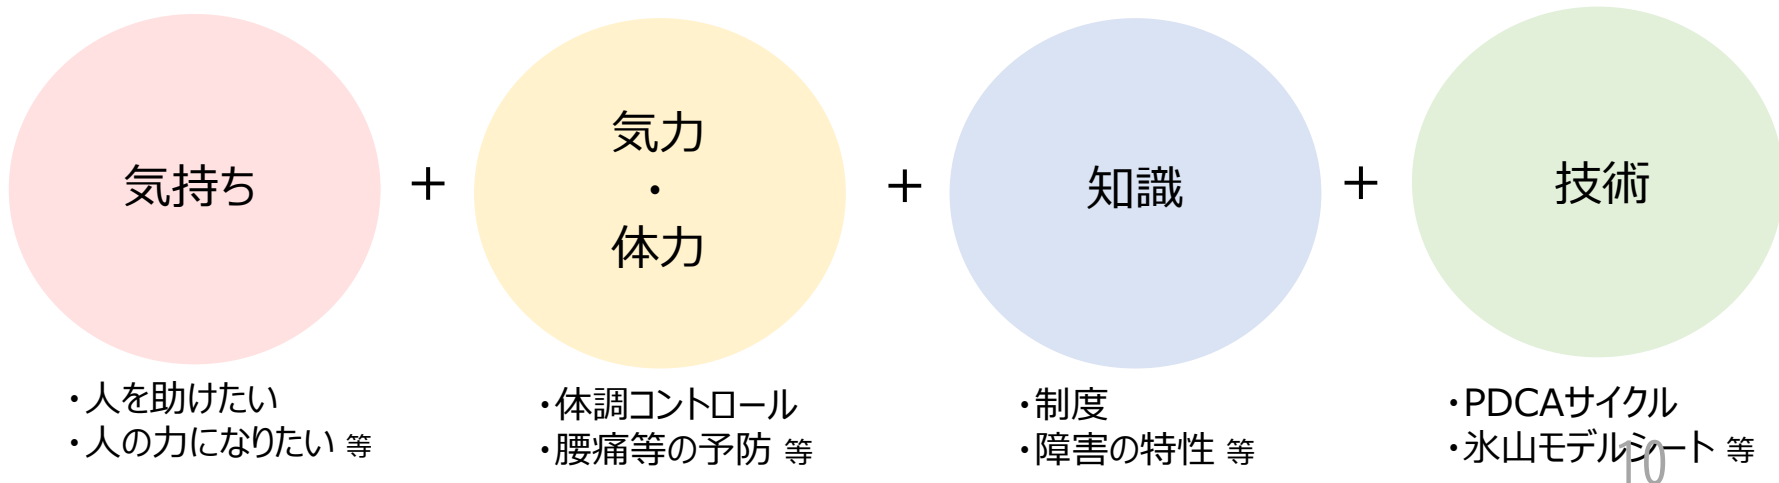 気持ち
+
気力
・
体力
+
知識
+
技術
・人を助けたい
・人の力になりたい 等
・体調コントロール
・腰痛等の予防 等
・制度
・障害の特性 等
・PDCAサイクル
・氷山モデルシート 等
10